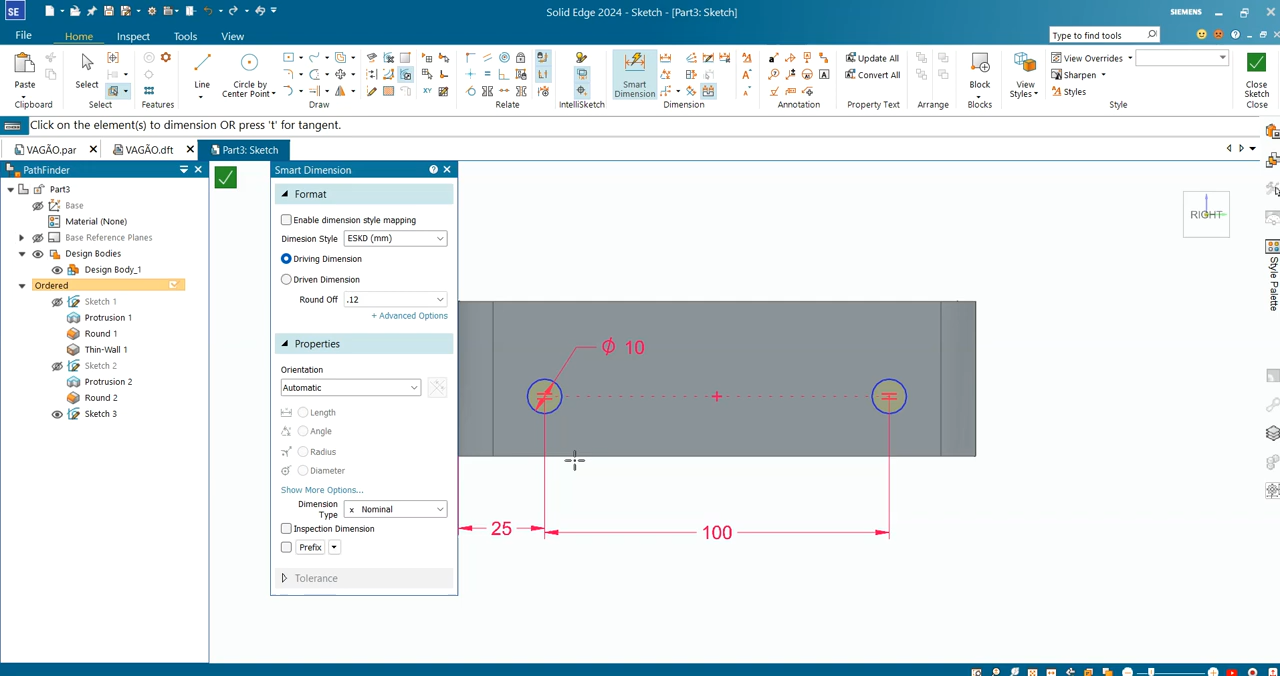 SE
Solid Edge 2024 - Sketch - [Part3: Sketch]
SIEMENS
File
Home
Inspect
Tools
View
Type to find tools
Paste
Clipboard
Select
Select
Features
Line
Circle by
Center Point
Draw
Relate
IntelliSketch
Smart
Dimension
Dimension
Annotation
Update All
Convert All
Property Text
Arrange
Block
Blocks
View
Styles
View Overrides
Sharpen
Styles
Style
Close
Sketch
Close
Click on the element(s) to dimension OR press 't' for tangent.
VAGÃO.par
VAGÃO.dft
Part3: Sketch
PathFinder
Part3
Base
Material (None)
Base Reference Planes
Design Bodies
Design Body_1
Ordered
Sketch 1
Protrusion 1
Round 1
Thin-Wall 1
Sketch 2
Protrusion 2
Round 2
Sketch 3
Smart Dimension
Format
Enable dimension style mapping
Dimesion Style
ESKD (mm)
Driving Dimension
Driven Dimension
Round Off
.12
+ Advanced Options
Properties
Orientation
Automatic
Length
Angle
Radius
Diameter
Show More Options...
Dimension
Type
x Nominal
Inspection Dimension
Prefix
Tolerance
RIGHT
ϕ 10
25
100
Style Palette